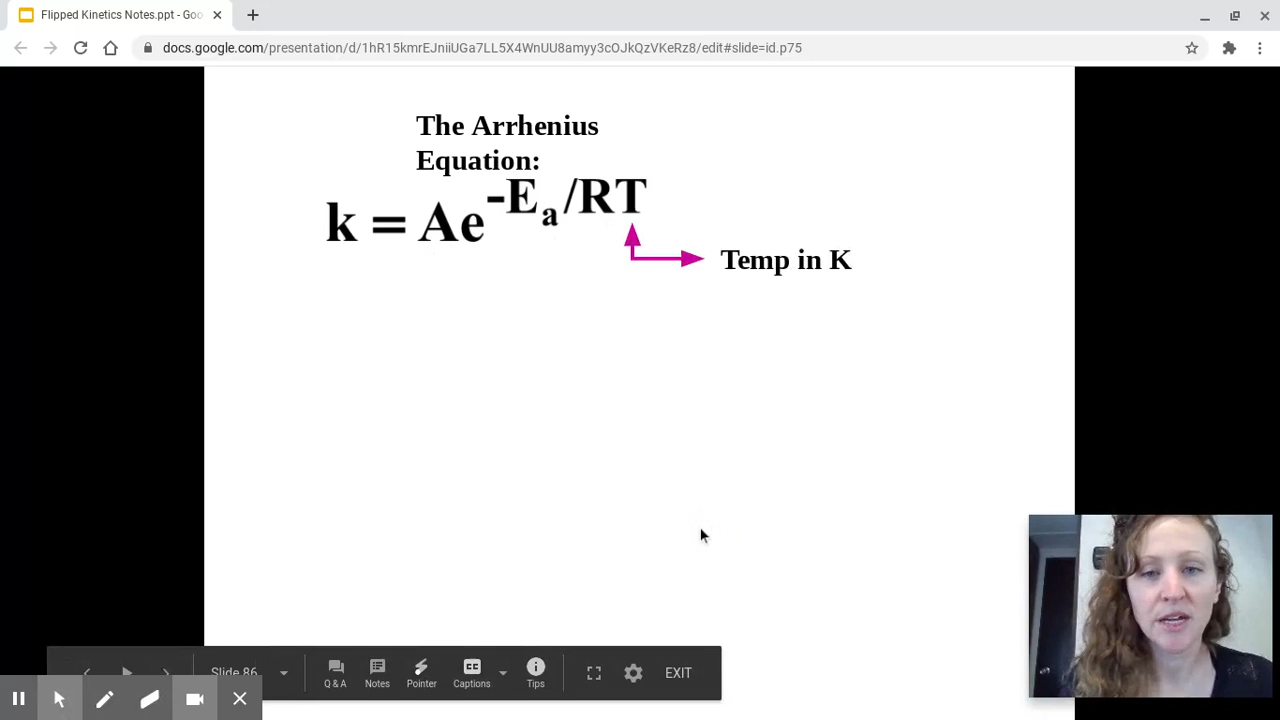 Flipped Kinetics Notes.ppt - Goo
docs.google.com/presentation/d/1hR15kmrEJniiUGa7LL5X4WnUU8amyy3cOJkQzVKeRz8/edit#slide=id.p75
The Arrhenius
Equation:
k = Ae^-Ea/RT
Temp in K
Slide 86
Q & A
Notes
Pointer
CC
Captions
Tips
EXIT